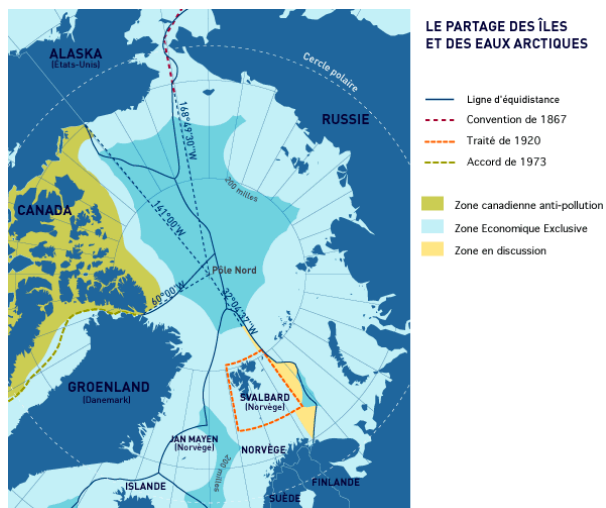 LE PARTAGE DES ÎLES
ET DES EAUX ARCTIQUES
Ligne d'équidistance
Convention de 1867
Traité de 1920
Accord de 1973
Zone canadienne anti-pollution
Zone Economique Exclusive
Zone en discussion
ALASKA
(États-Unis)
Cercle polaire
RUSSIE
168°49'30"W
200 milles
CANADA
141°00'W
Pôle Nord
60°00'W
32°04'32"W
GROENLAND
(Danemark)
SVALBARD
(Norvège)
JAN MAYEN
(Norvège)
NORVÈGE
200 milles
ISLANDE
FINLANDE
SUÈDE